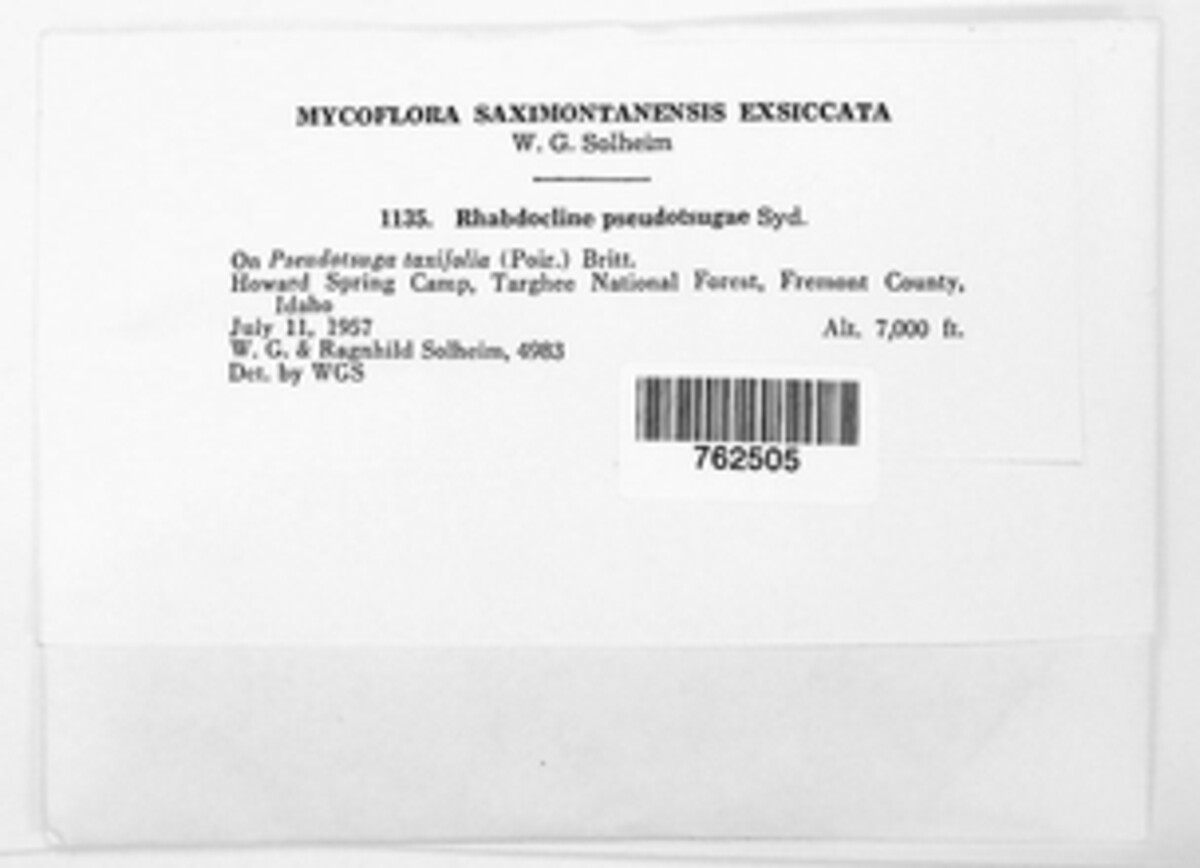 MYCOFLORA SAXIMONTANENSIS EXSICCATA
W. G. Solheim
1135. Rhabdocline pseudotsugae Syd.
On Pseudotsuga taxifolia (Poir.) Britt.
Howard Spring Camp, Targhee National Forest, Fremont County,
Idaho
July 11, 1957 Alt. 7,000 ft.
W. G. & Ragnhild Solheim, 4983
Det. by WGS
762505